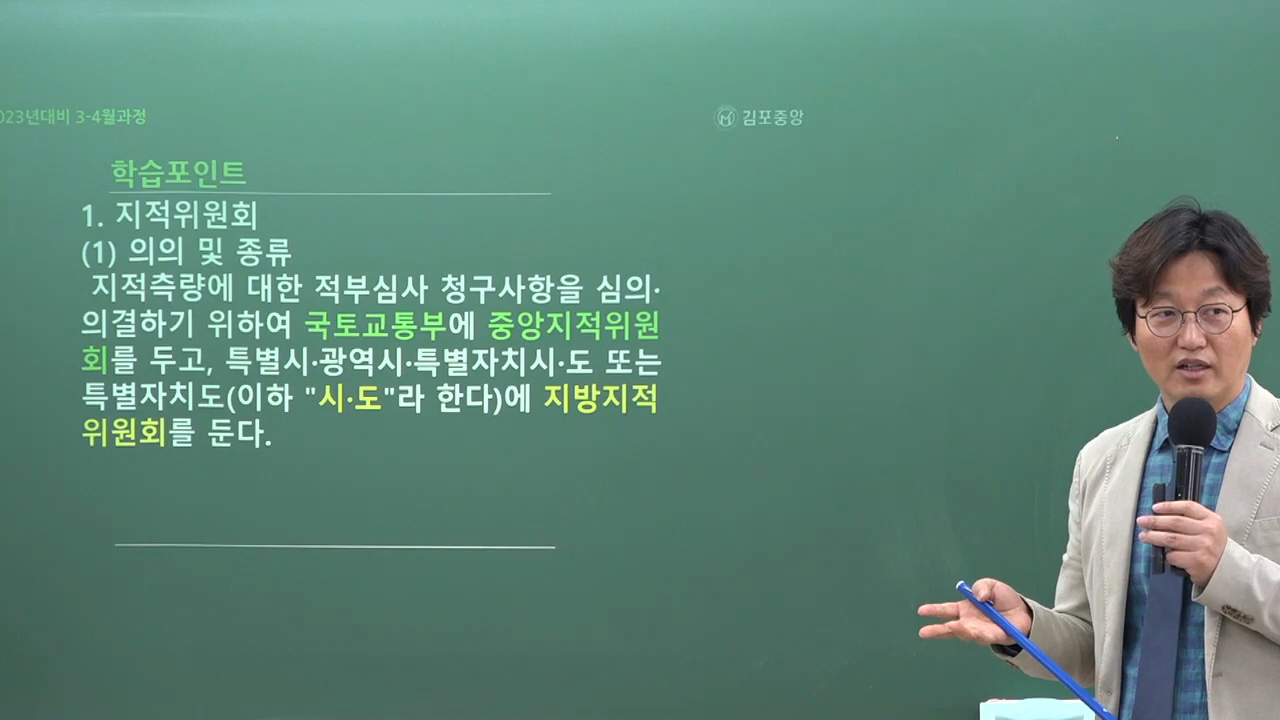 023년대비 3-4월과정
김포중앙
학습포인트
1. 지적위원회
(1) 의의 및 종류
지적측량에 대한 적부심사 청구사항을 심의·
의결하기 위하여 국토교통부에 중앙지적위원
회를 두고, 특별시·광역시·특별자치시·도 또는
특별자치도(이하 "시·도"라 한다)에 지방지적
위원회를 둔다.